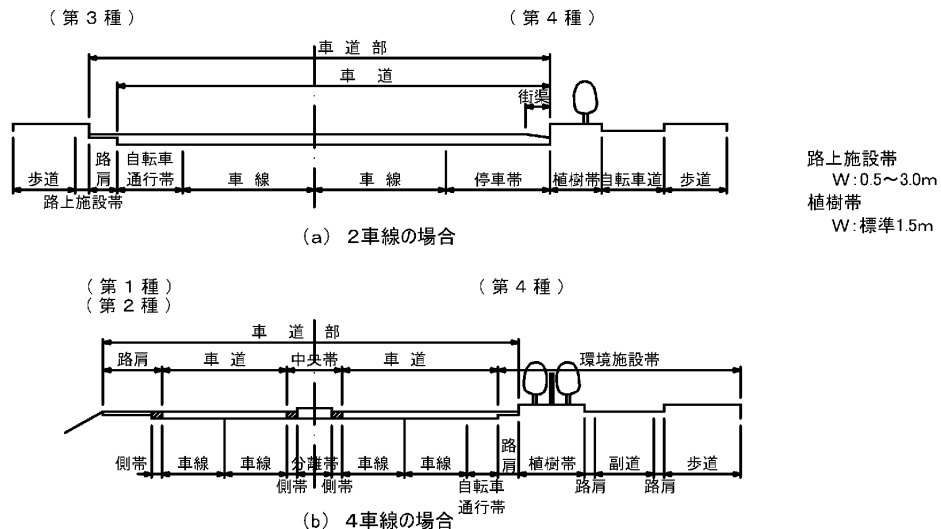 （第３種）
（第４種）
車道部
車道
街渠
歩道
路上施設帯
路肩
自転車
通行帯
車線
車線
停車帯
植樹帯
自転車道
歩道
路上施設帯
W：0.5〜3.0m
植樹帯
W：標準1.5m
(a) 2車線の場合
（第１種）
（第２種）
（第４種）
車道部
路肩
車道
中央帯
車道
環境施設帯
側帯
車線
車線
側帯
分離帯
側帯
車線
車線
自転車
通行帯
路肩
植樹帯
路肩
副道
路肩
歩道
(b) 4車線の場合